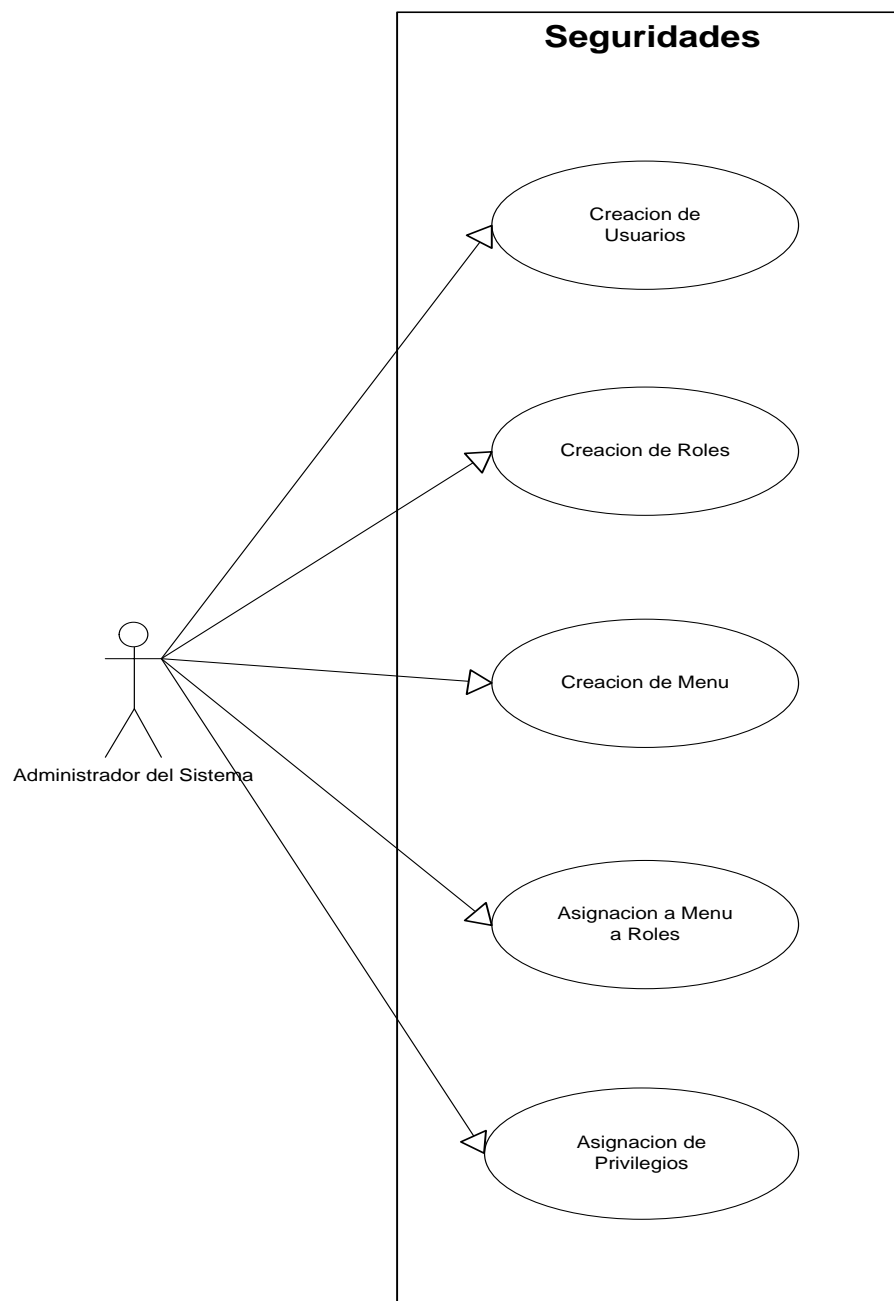 Seguridades
Creacion de
Usuarios
Creacion de Roles
Creacion de Menu
Administrador del Sistema
Asignacion a Menu
a Roles
Asignacion de
Privilegios